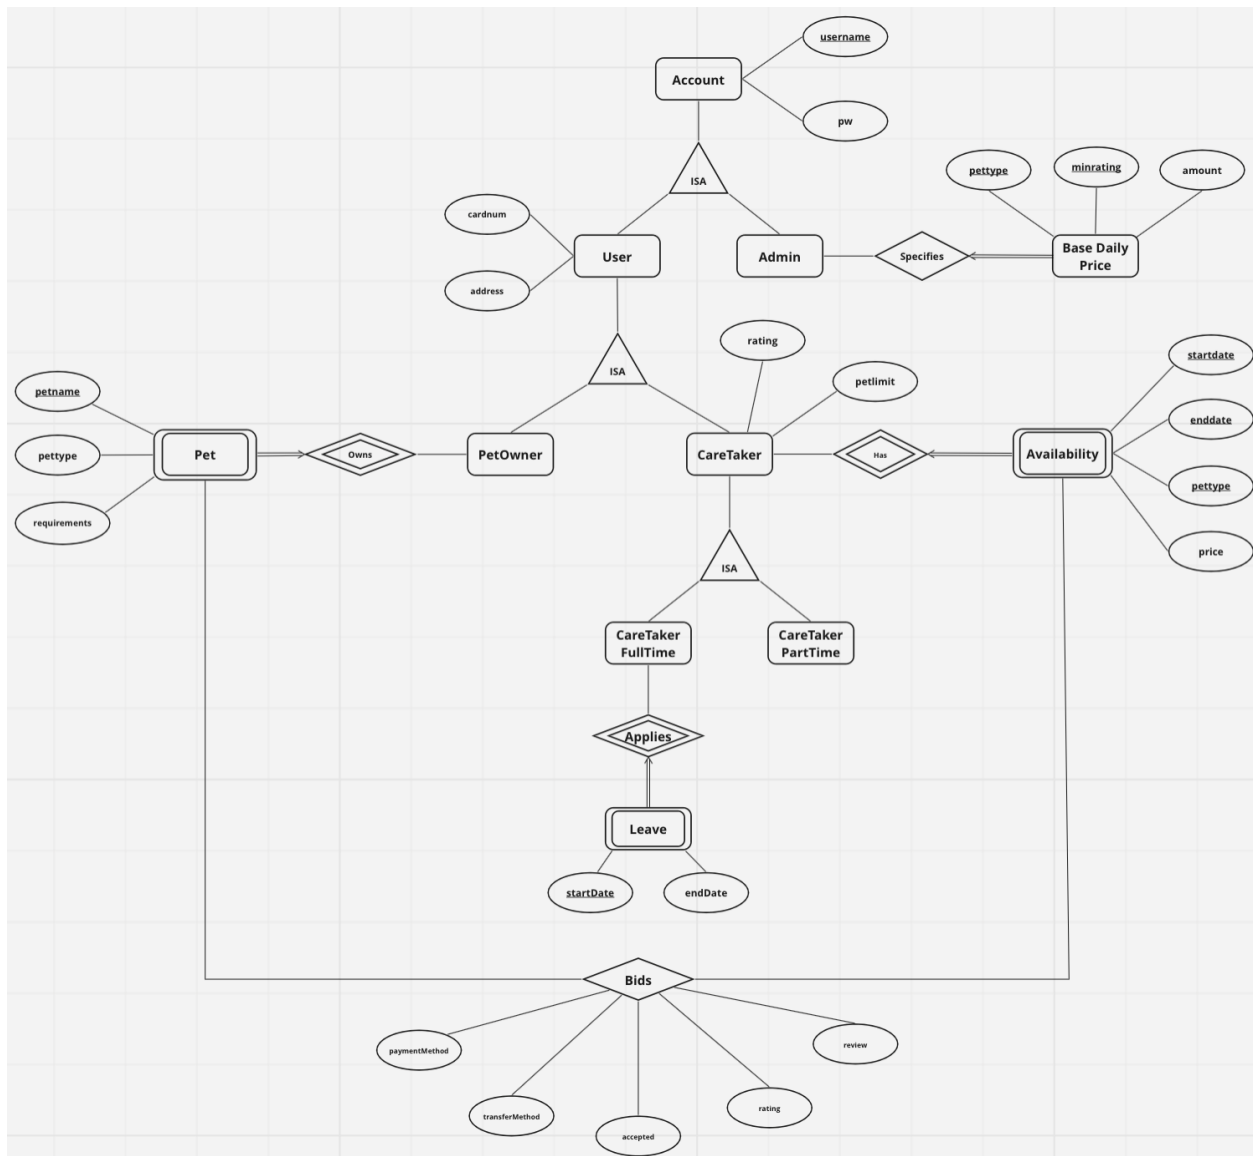 username
Account
pw
ISA
pettype
minrating
amount
cardnum
User
Admin
Specifies
Base Daily
Price
address
rating
ISA
startdate
petlimit
petname
enddate
pettype
Pet
Owns
PetOwner
CareTaker
Has
Availability
pettype
requirements
price
ISA
CareTaker
FullTime
CareTaker
PartTime
Applies
Leave
startDate
endDate
Bids
paymentMethod
review
transferMethod
rating
accepted